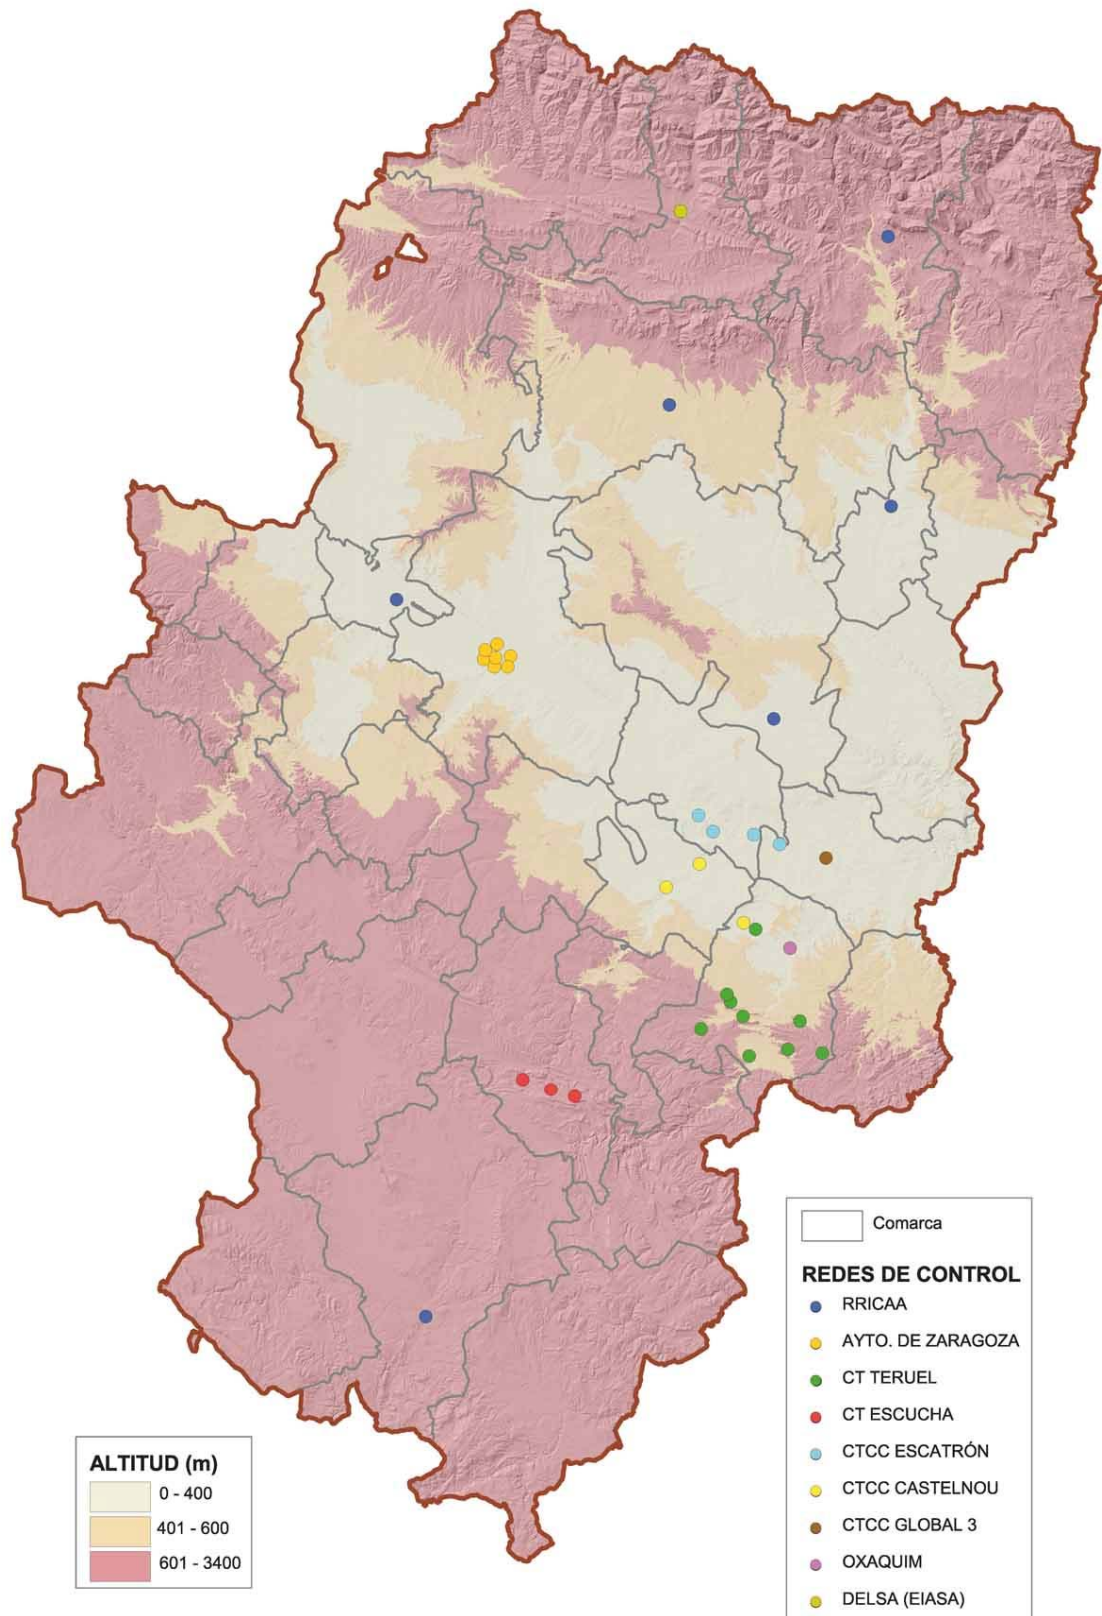 Comarca
REDES DE CONTROL
RRICAA
AYTO. DE ZARAGOZA
CT TERUEL
CT ESCUCHA
CTCC ESCATRÓN
CTCC CASTELNOU
CTCC GLOBAL 3
OXAQUIM
DELSA (EIASA)
ALTITUD (m)
0 - 400
401 - 600
601 - 3400